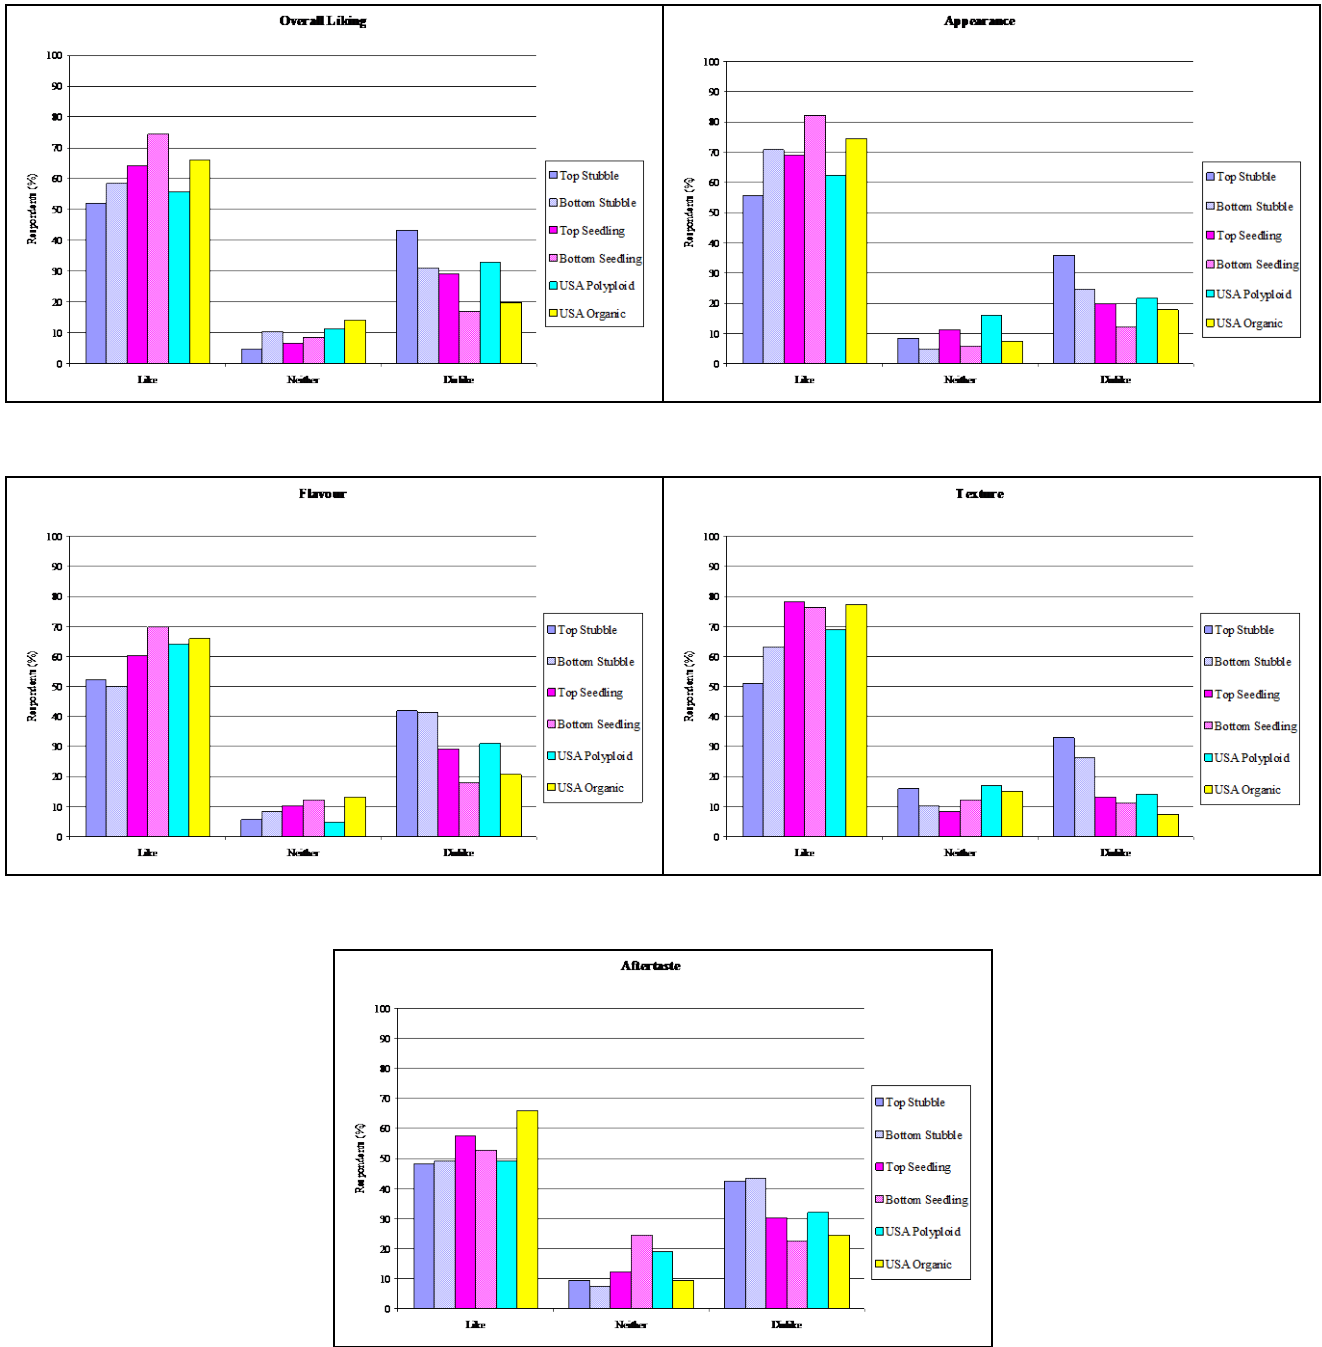 Overall Liking
100
90
80
70
60
50
40
30
20
10
0
Respondents (%)
Like
Neither
Dislike
Top Stubble
Bottom Stubble
Top Seedling
Bottom Seedling
USA Polyploid
USA Organic
Appearance
100
90
80
70
60
50
40
30
20
10
0
Respondents (%)
Like
Neither
Dislike
Top Stubble
Bottom Stubble
Top Seedling
Bottom Seedling
USA Polyploid
USA Organic
Flavour
100
90
80
70
60
50
40
30
20
10
0
Respondents (%)
Like
Neither
Dislike
Top Stubble
Bottom Stubble
Top Seedling
Bottom Seedling
USA Polyploid
USA Organic
Texture
100
90
80
70
60
50
40
30
20
10
0
Respondents (%)
Like
Neither
Dislike
Top Stubble
Bottom Stubble
Top Seedling
Bottom Seedling
USA Polyploid
USA Organic
Aftertaste
100
90
80
70
60
50
40
30
20
10
0
Respondents (%)
Like
Neither
Dislike
Top Stubble
Bottom Stubble
Top Seedling
Bottom Seedling
USA Polyploid
USA Organic